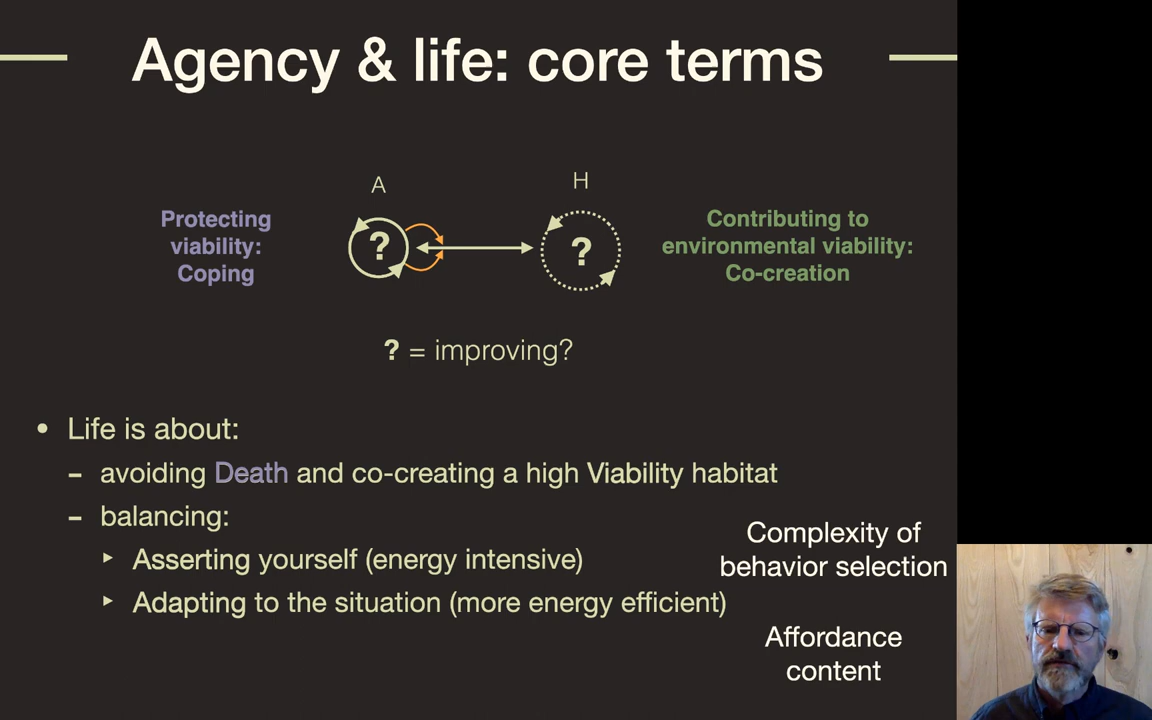 Agency & life: core terms
A
H
Protecting
viability:
Coping
?
?
Contributing to
environmental viability:
Co-creation
? = improving?
• Life is about:
– avoiding Death and co-creating a high Viability habitat
– balancing:
‣ Asserting yourself (energy intensive)
‣ Adapting to the situation (more energy efficient)
Complexity of
behavior selection
Affordance
content